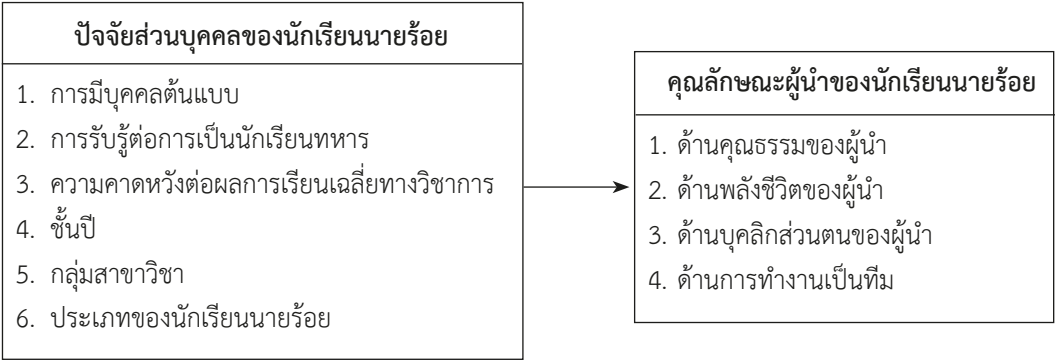 ปัจจัยส่วนบุคคลของนักเรียนนายร้อย
1. การมีบุคคลต้นแบบ
2. การรับรู้ต่อการเป็นนักเรียนทหาร
3. ความคาดหวังต่อผลการเรียนเฉลี่ยทางวิชาการ
4. ชั้นปี
5. กลุ่มสาขาวิชา
6. ประเภทของนักเรียนนายร้อย
คุณลักษณะผู้นำของนักเรียนนายร้อย
1. ด้านคุณธรรมของผู้นำ
2. ด้านพลังชีวิตของผู้นำ
3. ด้านบุคลิกส่วนตนของผู้นำ
4. ด้านการทำงานเป็นทีม